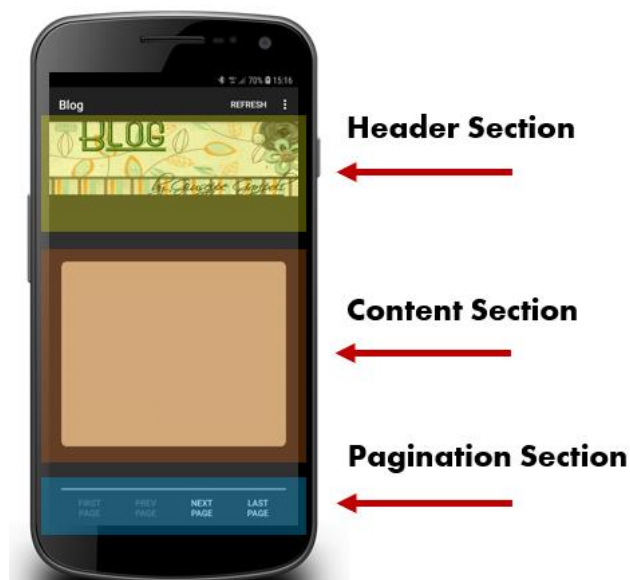 70% 15:16
Blog
REFRESH
BLOG
Header Section
Content Section
Pagination Section
FIRST PAGE
PREV PAGE
NEXT PAGE
LAST PAGE